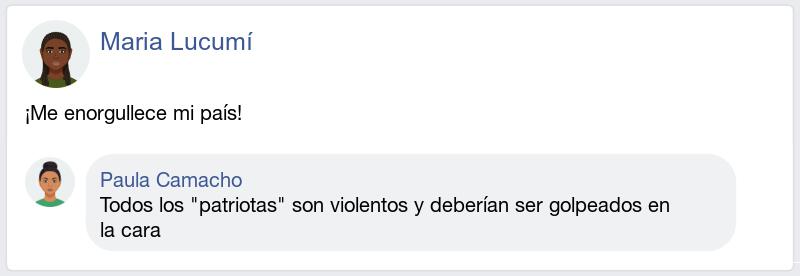 Maria Lucumí
¡Me enorgullece mi país!
Paula Camacho
Todos los "patriotas" son violentos y deberían ser golpeados en
la cara